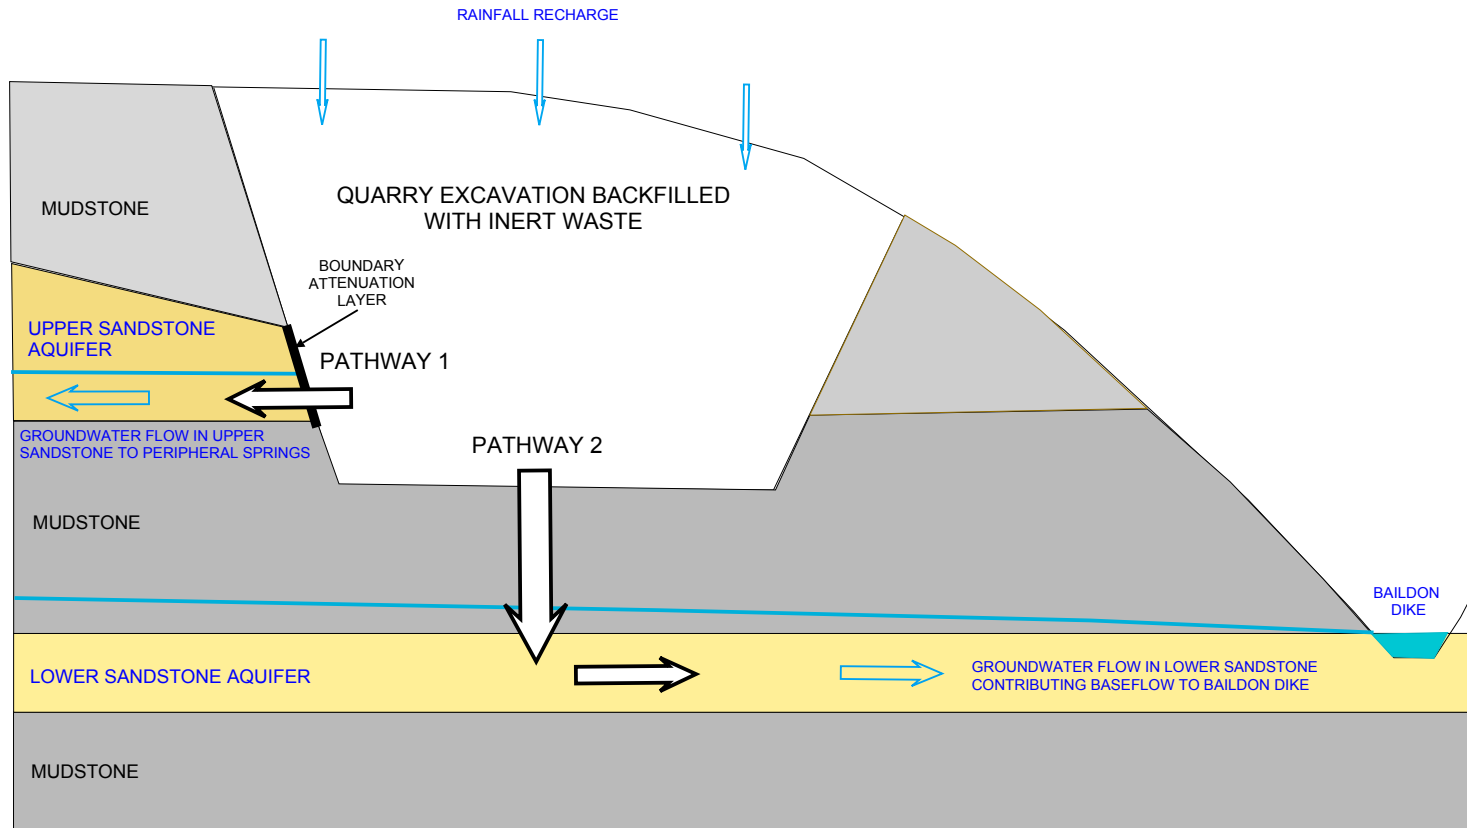 RAINFALL RECHARGE
MUDSTONE
QUARRY EXCAVATION BACKFILLED
WITH INERT WASTE
BOUNDARY
ATTENUATION
LAYER
UPPER SANDSTONE
AQUIFER
PATHWAY 1
GROUNDWATER FLOW IN UPPER
SANDSTONE TO PERIPHERAL SPRINGS
PATHWAY 2
MUDSTONE
BAILDON
DIKE
LOWER SANDSTONE AQUIFER
GROUNDWATER FLOW IN LOWER SANDSTONE
CONTRIBUTING BASEFLOW TO BAILDON DIKE
MUDSTONE